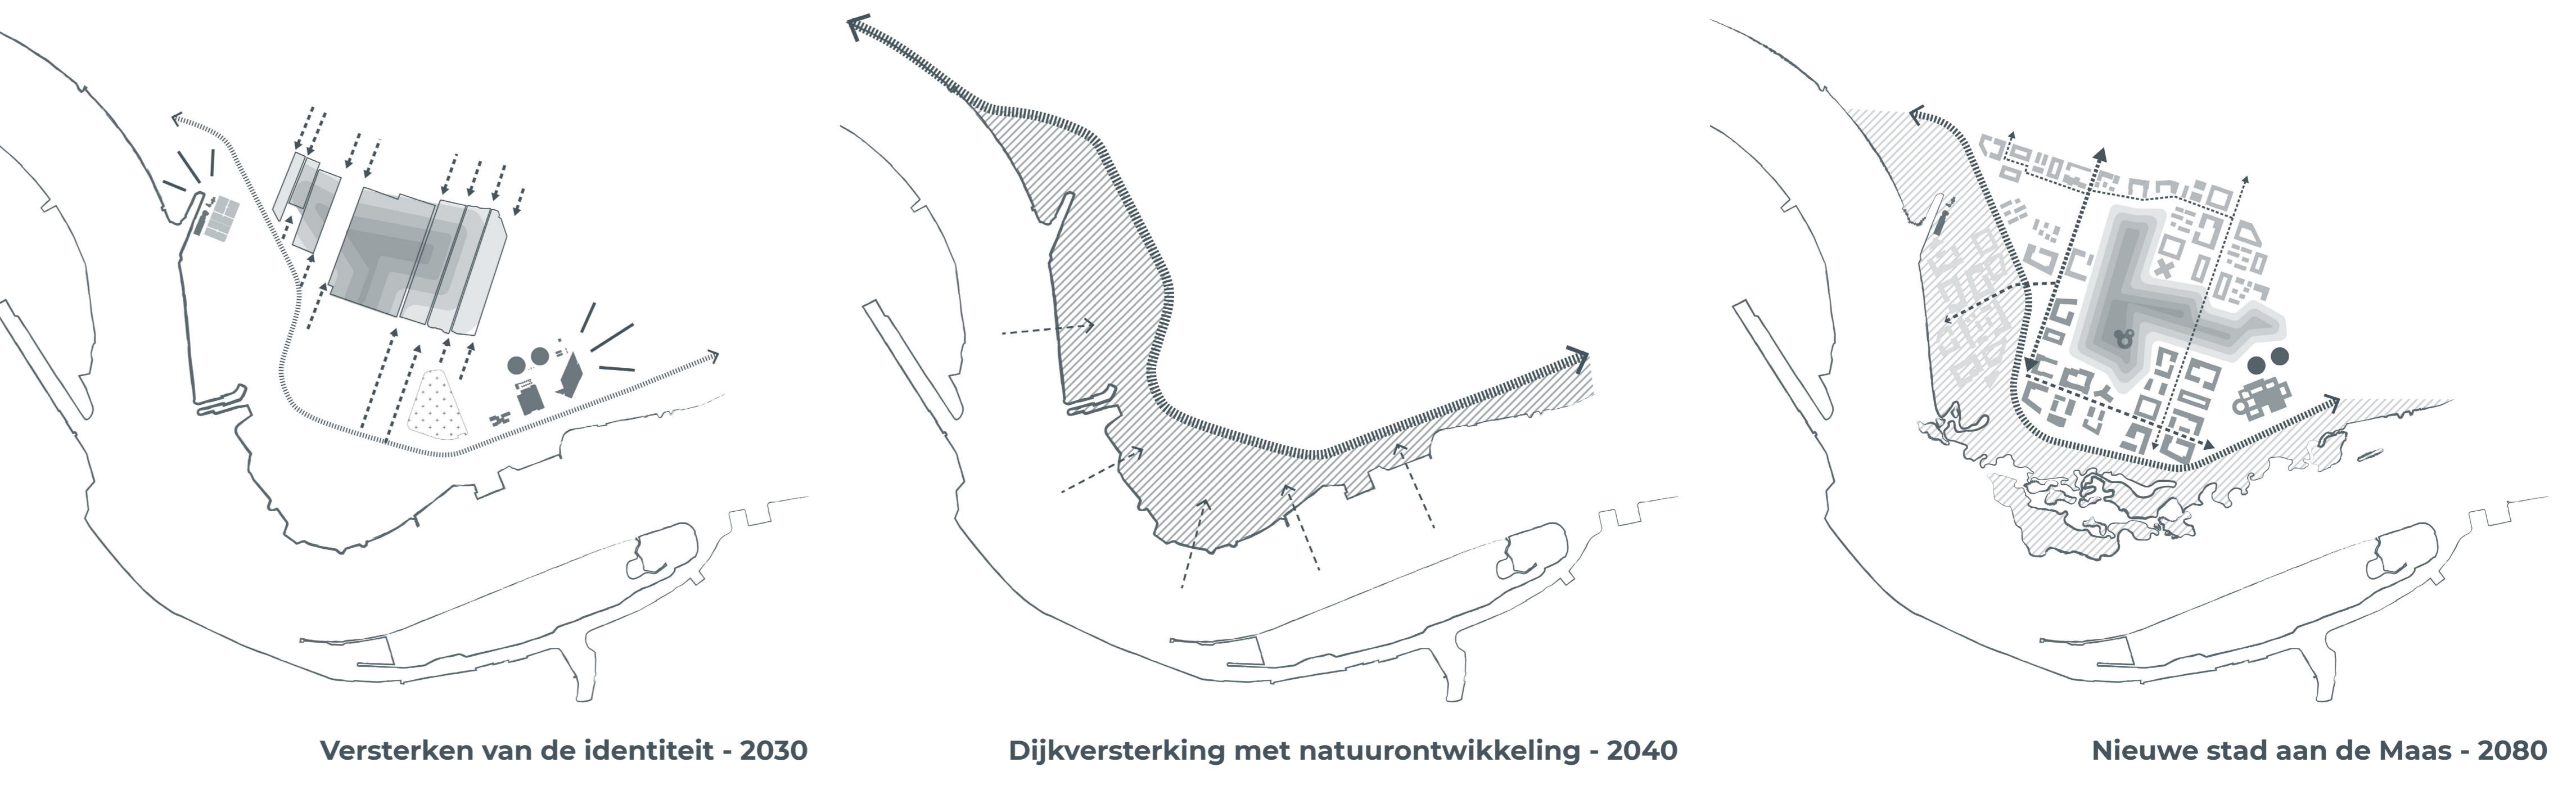 Versterken van de identiteit - 2030
Dijkversterking met natuurontwikkeling - 2040
Nieuwe stad aan de Maas - 2080